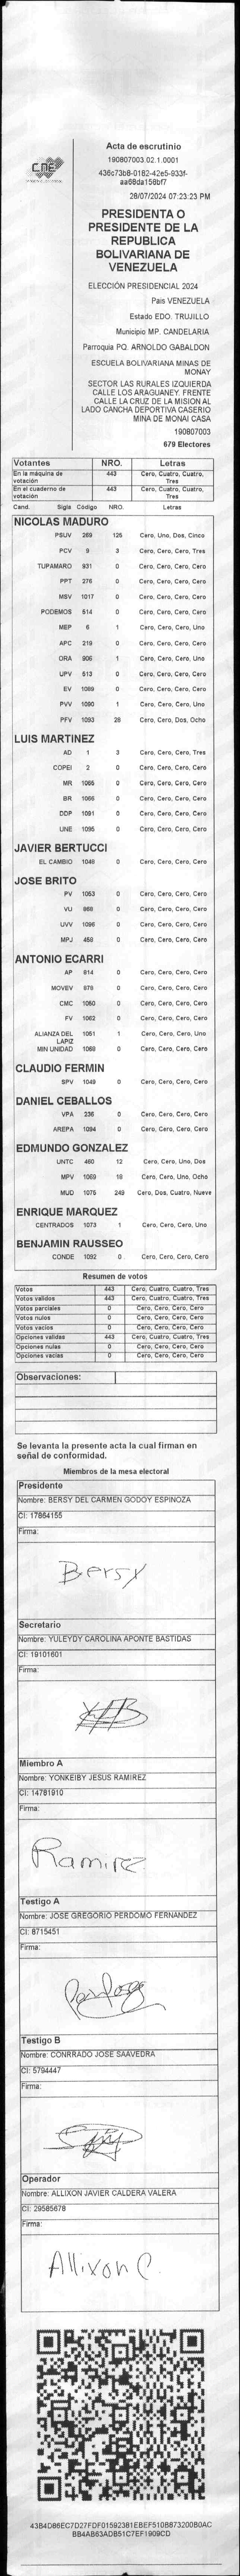 CNE
Acta de escrutinio
190807003.02.1.0001
436c73b8-0182-42e5-933f-
aa68da156bf7
28/07/2024 07:23:23 PM
PRESIDENTA O
PRESIDENTE DE LA
REPUBLICA
BOLIVARIANA DE
VENEZUELA
ELECCIÓN PRESIDENCIAL 2024
Pais VENEZUELA
Estado EDO. TRUJILLO
Municipio MP. CANDELARIA
Parroquia PQ. ARNOLDO GABALDON
ESCUELA BOLIVARIANA MINAS DE
MONAY
SECTOR LAS RURALES IZQUIERDA
CALLE LOS ARAGUANEY. FRENTE
CALLE LA CRUZ DE LA MISION AL
LADO CANCHA DEPORTIVA CASERIO
MINA DE MONAI CASA
190807003
679 Electores
Votantes NRO. Letras
En la máquina de votación 443 Cero, Cuatro, Cuatro, Tres
En el cuaderno de votación 443 Cero, Cuatro, Cuatro, Tres
Cand. Sigla Código NRO. Letras
NICOLAS MADURO
PSUV 269 125 Cero, Uno, Dos, Cinco
PCV 9 3 Cero, Cero, Cero, Tres
TUPAMARO 931 0 Cero, Cero, Cero, Cero
PPT 276 0 Cero, Cero, Cero, Cero
MSV 1017 0 Cero, Cero, Cero, Cero
PODEMOS 514 0 Cero, Cero, Cero, Cero
MEP 6 1 Cero, Cero, Cero, Uno
APC 219 0 Cero, Cero, Cero, Cero
ORA 906 1 Cero, Cero, Cero, Uno
UPV 513 0 Cero, Cero, Cero, Cero
EV 1089 0 Cero, Cero, Cero, Cero
PVV 1090 1 Cero, Cero, Cero, Uno
PFV 1093 28 Cero, Cero, Dos, Ocho
LUIS MARTINEZ
AD 1 3 Cero, Cero, Cero, Tres
COPEI 2 0 Cero, Cero, Cero, Cero
MR 1065 0 Cero, Cero, Cero, Cero
BR 1066 0 Cero, Cero, Cero, Cero
DDP 1091 0 Cero, Cero, Cero, Cero
UNE 1095 0 Cero, Cero, Cero, Cero
JAVIER BERTUCCI
EL CAMBIO 1048 0 Cero, Cero, Cero, Cero
JOSE BRITO
PV 1053 0 Cero, Cero, Cero, Cero
VU 868 0 Cero, Cero, Cero, Cero
UVV 1096 0 Cero, Cero, Cero, Cero
MPJ 458 0 Cero, Cero, Cero, Cero
ANTONIO ECARRI
AP 814 0 Cero, Cero, Cero, Cero
MOVEV 878 0 Cero, Cero, Cero, Cero
CMC 1050 0 Cero, Cero, Cero, Cero
FV 1062 0 Cero, Cero, Cero, Cero
ALIANZA DEL LAPIZ 1051 1 Cero, Cero, Cero, Uno
MIN UNIDAD 1068 0 Cero, Cero, Cero, Cero
CLAUDIO FERMIN
SPV 1049 0 Cero, Cero, Cero, Cero
DANIEL CEBALLOS
VPA 236 0 Cero, Cero, Cero, Cero
AREPA 1094 0 Cero, Cero, Cero, Cero
EDMUNDO GONZALEZ
UNTC 460 12 Cero, Cero, Uno, Dos
MPV 1069 18 Cero, Cero, Uno, Ocho
MUD 1075 249 Cero, Dos, Cuatro, Nueve
ENRIQUE MARQUEZ
CENTRADOS 1073 1 Cero, Cero, Cero, Uno
BENJAMIN RAUSSEO
CONDE 1092 0 Cero, Cero, Cero, Cero
Resumen de votos
Votos 443 Cero, Cuatro, Cuatro, Tres
Votos validos 443 Cero, Cuatro, Cuatro, Tres
Votos parciales 0 Cero, Cero, Cero, Cero
Votos nulos 0 Cero, Cero, Cero, Cero
Votos vacios 0 Cero, Cero, Cero, Cero
Opciones validas 443 Cero, Cuatro, Cuatro, Tres
Opciones nulas 0 Cero, Cero, Cero, Cero
Opciones vacias 0 Cero, Cero, Cero, Cero
Observaciones:
Se levanta la presente acta la cual firman en
señal de conformidad.
Miembros de la mesa electoral
Presidente
Nombre: BERSY DEL CARMEN GODOY ESPINOZA
CI: 17864155
Firma:
Bersy
Secretario
Nombre: YULEYDY CAROLINA APONTE BASTIDAS
CI: 19101601
Firma:
Miembro A
Nombre: YONKEIBY JESUS RAMIREZ
CI: 14781910
Firma:
Ramirez
Testigo A
Nombre: JOSE GREGORIO PERDOMO FERNANDEZ
CI: 8715451
Firma:
Testigo B
Nombre: CONRRADO JOSE SAAVEDRA
CI: 5794447
Firma:
Operador
Nombre: ALLIXON JAVIER CALDERA VALERA
CI: 29585678
Firma:
Allixon C.
43B4D86EC7D27FDF01592381EBEF510B873200B0AC
BB4AB63ADB51C7EF1909CD